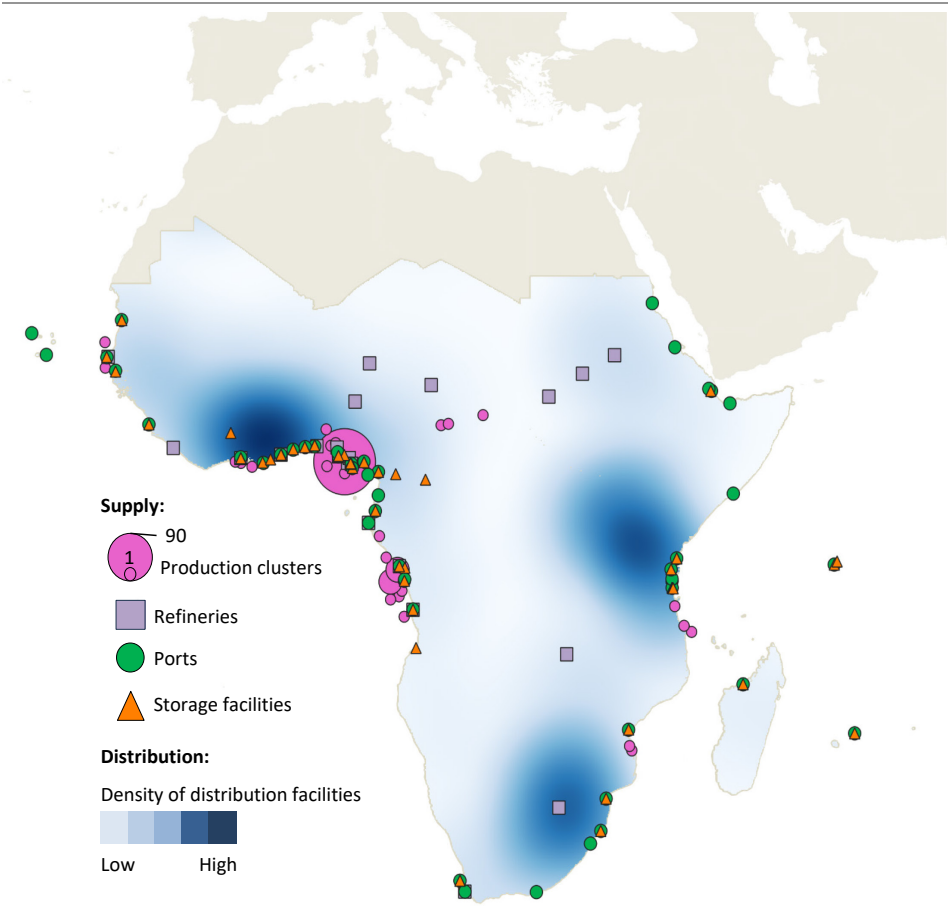 Supply:
90
1
Production clusters
Refineries
Ports
Storage facilities
Distribution:
Density of distribution facilities
Low High